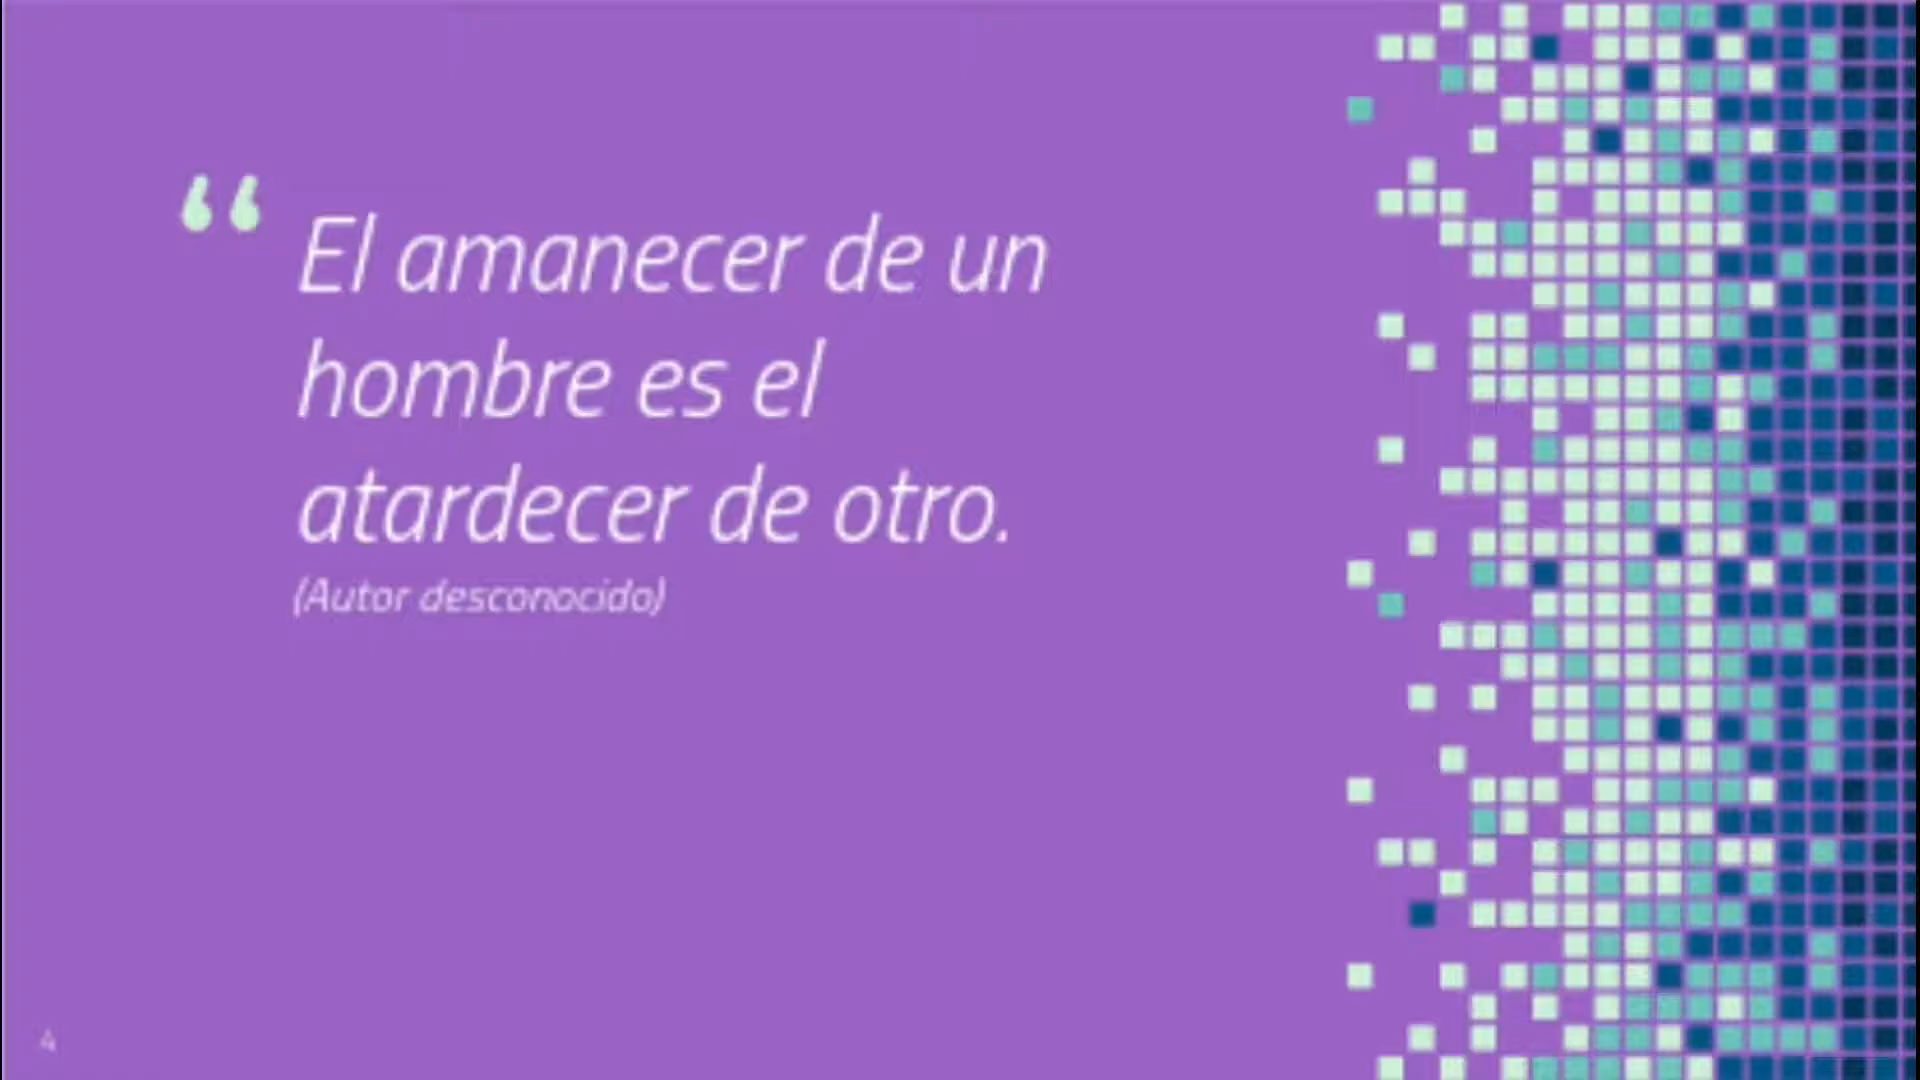 “ El amanecer de un
hombre es el
atardecer de otro.
(Autor desconocido)
4